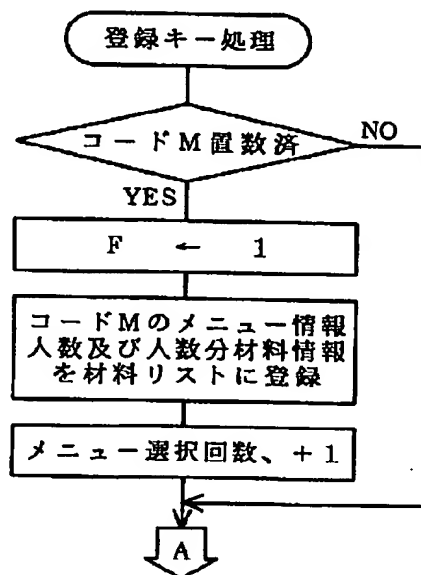 登録キー処理
コードM置数済
NO
YES
F ← 1
コードMのメニュー情報
人数及び人数分材料情報
を材料リストに登録
メニュー選択回数、+1
A